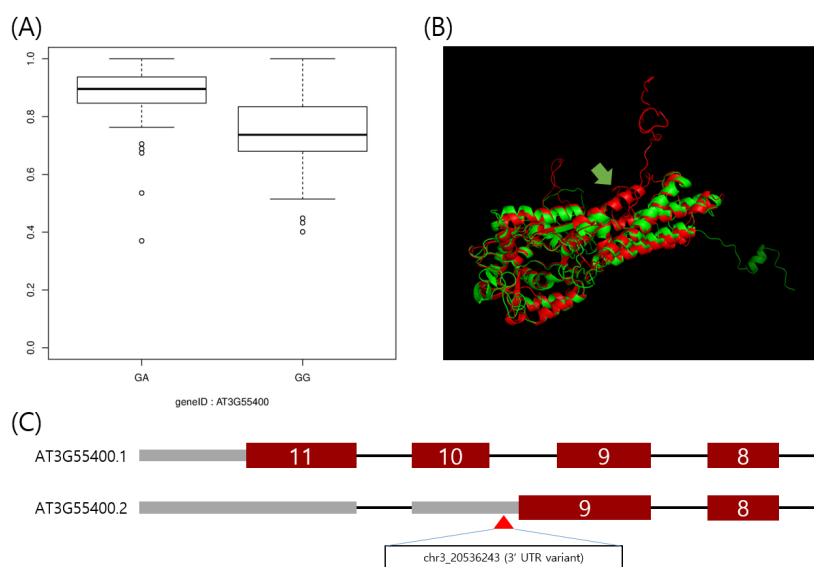 (A)
1.0
0.8
0.6
0.4
0.2
0.0
GA GG
geneID : AT3G55400
(B)
(C)
AT3G55400.1 11 10 9 8
AT3G55400.2 9 8
chr3_20536243 (3' UTR variant)